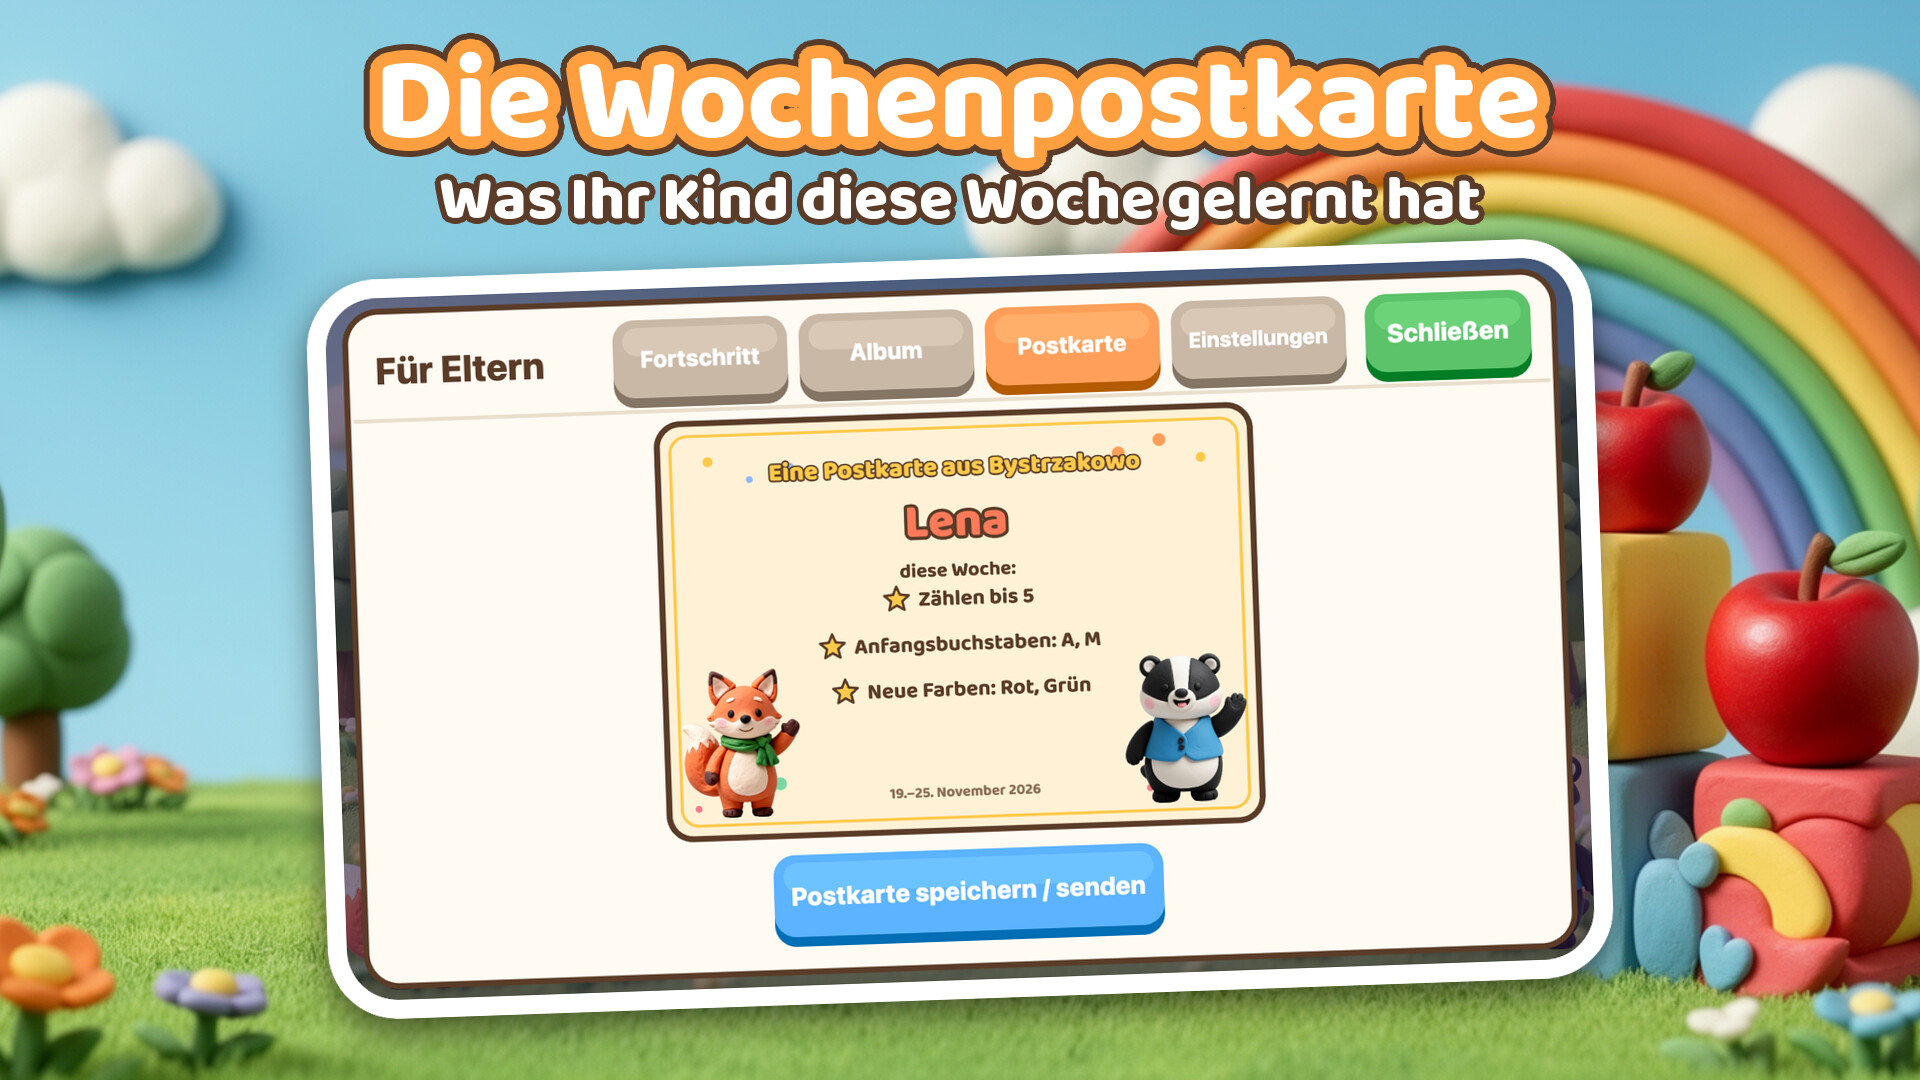 Die Wochenpostkarte
Was Ihr Kind diese Woche gelernt hat
Für Eltern
Fortschritt
Album
Postkarte
Einstellungen
Schließen
Eine Postkarte aus Bystrzakowo
Lena
diese Woche:
Zählen bis 5
Anfangsbuchstaben: A, M
Neue Farben: Rot, Grün
19.–25. November 2026
Postkarte speichern / senden